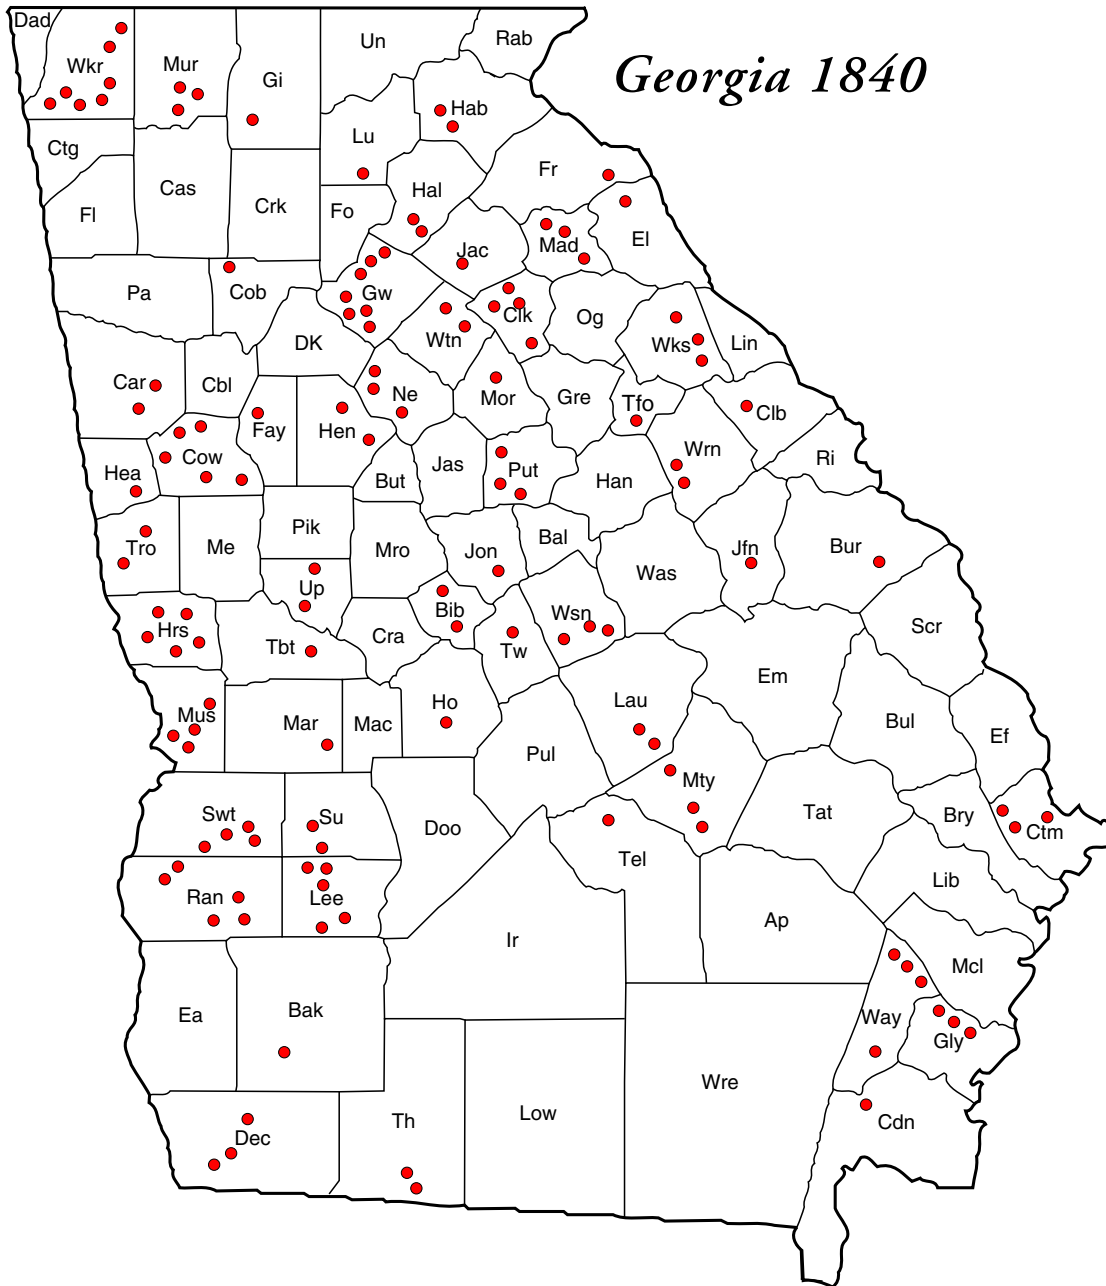 Georgia 1840
Dad
Wkr
Mur
Gi
Un
Rab
Hab
Lu
Ctg
Cas
Fl
Crk
Fo
Hal
Fr
El
Mad
Jac
Pa
Cob
Gw
Wtn
Clk
Og
Wks
Lin
DK
Car
Cbl
Fay
Hen
Ne
Mor
Gre
Tfo
Clb
Cow
Hea
But
Jas
Put
Han
Wrn
Ri
Tro
Me
Pik
Mro
Jon
Bal
Was
Jfn
Bur
Up
Hrs
Tbt
Cra
Bib
Tw
Wsn
Scr
Mus
Mar
Mac
Ho
Lau
Em
Bul
Ef
Pul
Mty
Swt
Su
Doo
Tel
Tat
Bry
Ctm
Ran
Lee
Lib
Ir
Ap
Mcl
Ea
Bak
Way
Gly
Wre
Dec
Th
Low
Cdn